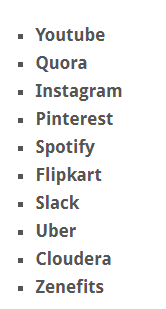 Youtube
Quora
Instagram
Pinterest
Spotify
Flipkart
Slack
Uber
Cloudera
Zenefits